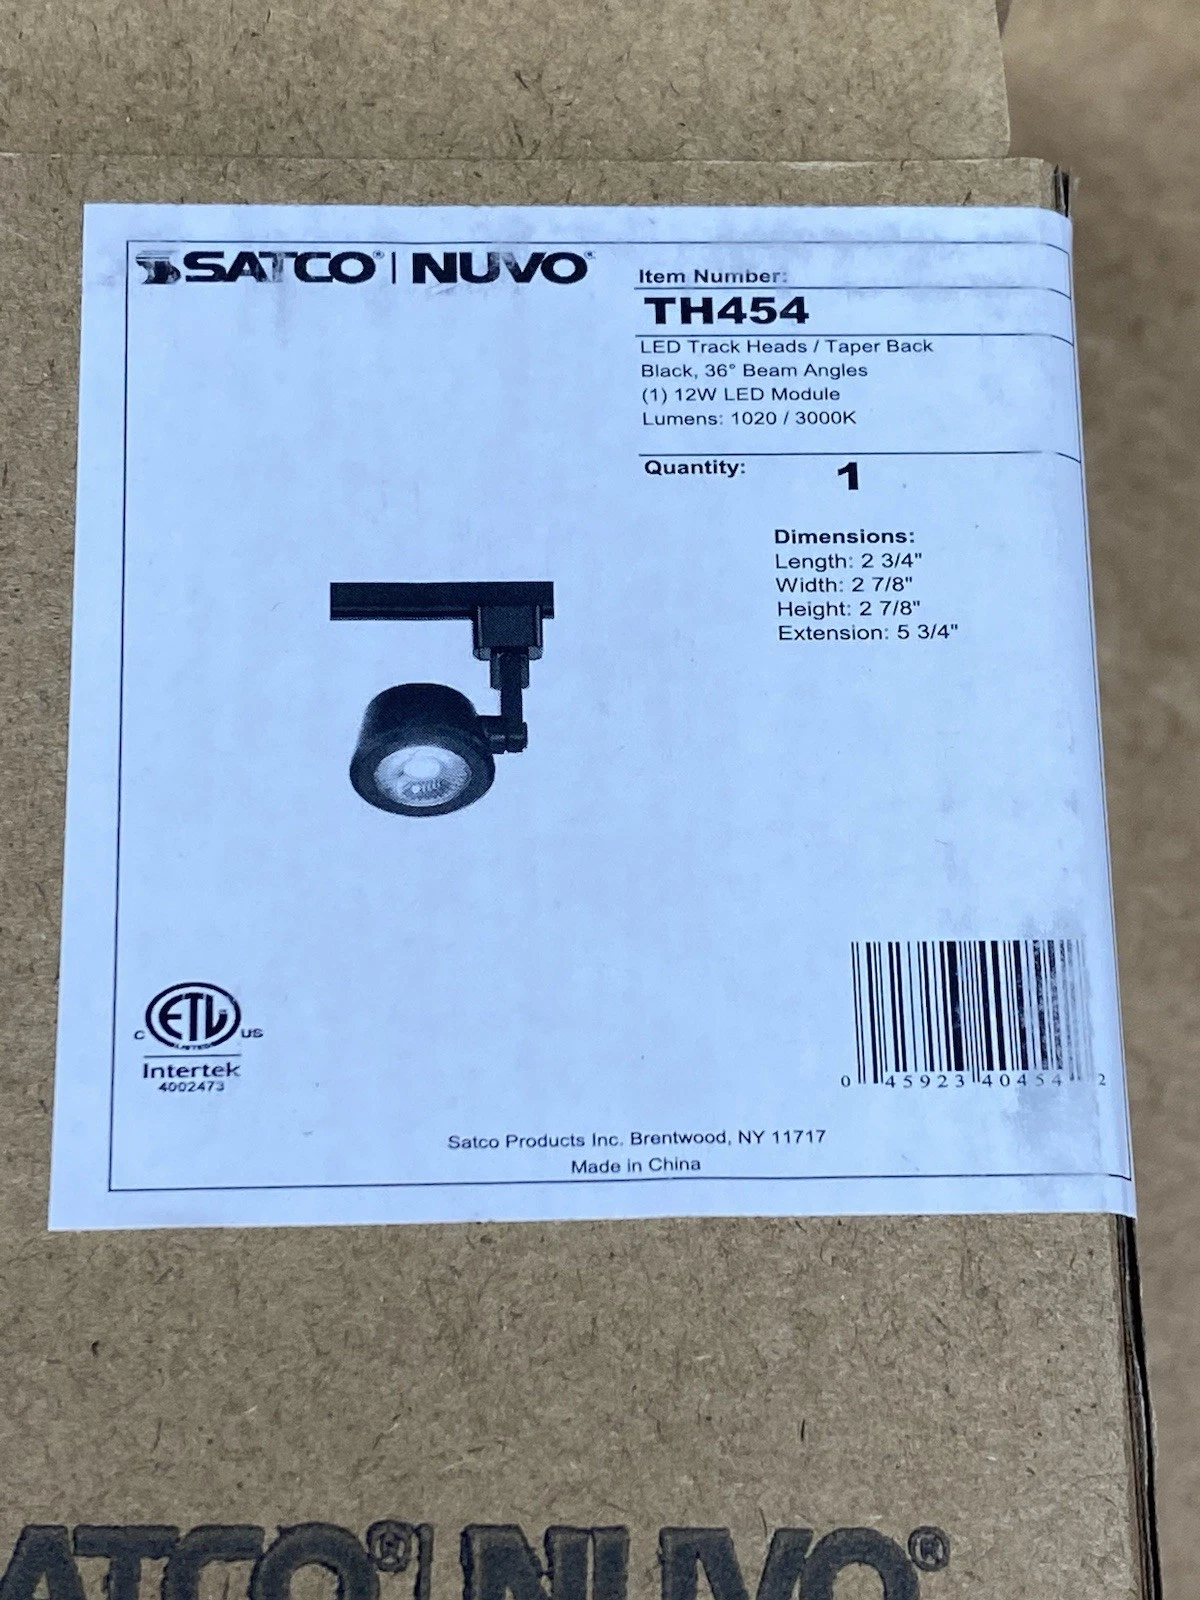 SATCO® | NUVO®
Item Number:
TH454
LED Track Heads / Taper Back
Black, 36° Beam Angles
(1) 12W LED Module
Lumens: 1020 / 3000K
Quantity: 1
Dimensions:
Length: 2 3/4"
Width: 2 7/8"
Height: 2 7/8"
Extension: 5 3/4"
C ETL US
Intertek
4002473
0 45923 40454 2
Satco Products Inc. Brentwood, NY 11717
Made in China
ATCO® | NUVO®